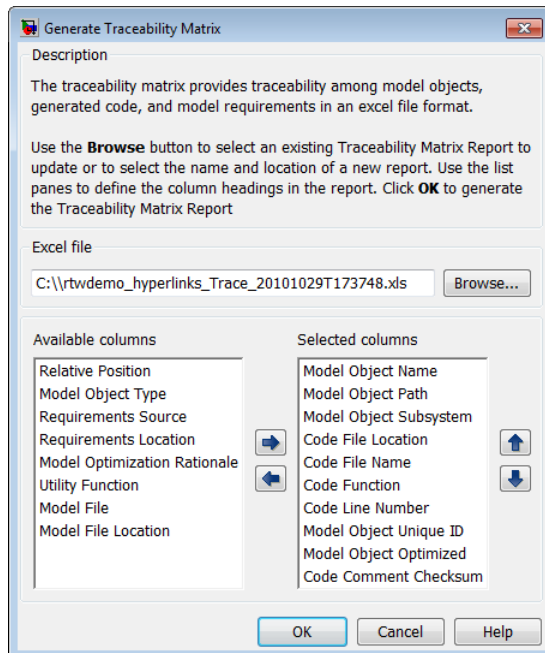 Generate Traceability Matrix
Description
The traceability matrix provides traceability among model objects,
generated code, and model requirements in an excel file format.
Use the Browse button to select an existing Traceability Matrix Report to
update or to select the name and location of a new report. Use the list
panes to define the column headings in the report. Click OK to generate
the Traceability Matrix Report
Excel file
C:\\rtwdemo_hyperlinks_Trace_20101029T173748.xls
Browse...
Available columns
Relative Position
Model Object Type
Requirements Source
Requirements Location
Model Optimization Rationale
Utility Function
Model File
Model File Location
Selected columns
Model Object Name
Model Object Path
Model Object Subsystem
Code File Location
Code File Name
Code Function
Code Line Number
Model Object Unique ID
Model Object Optimized
Code Comment Checksum
OK
Cancel
Help